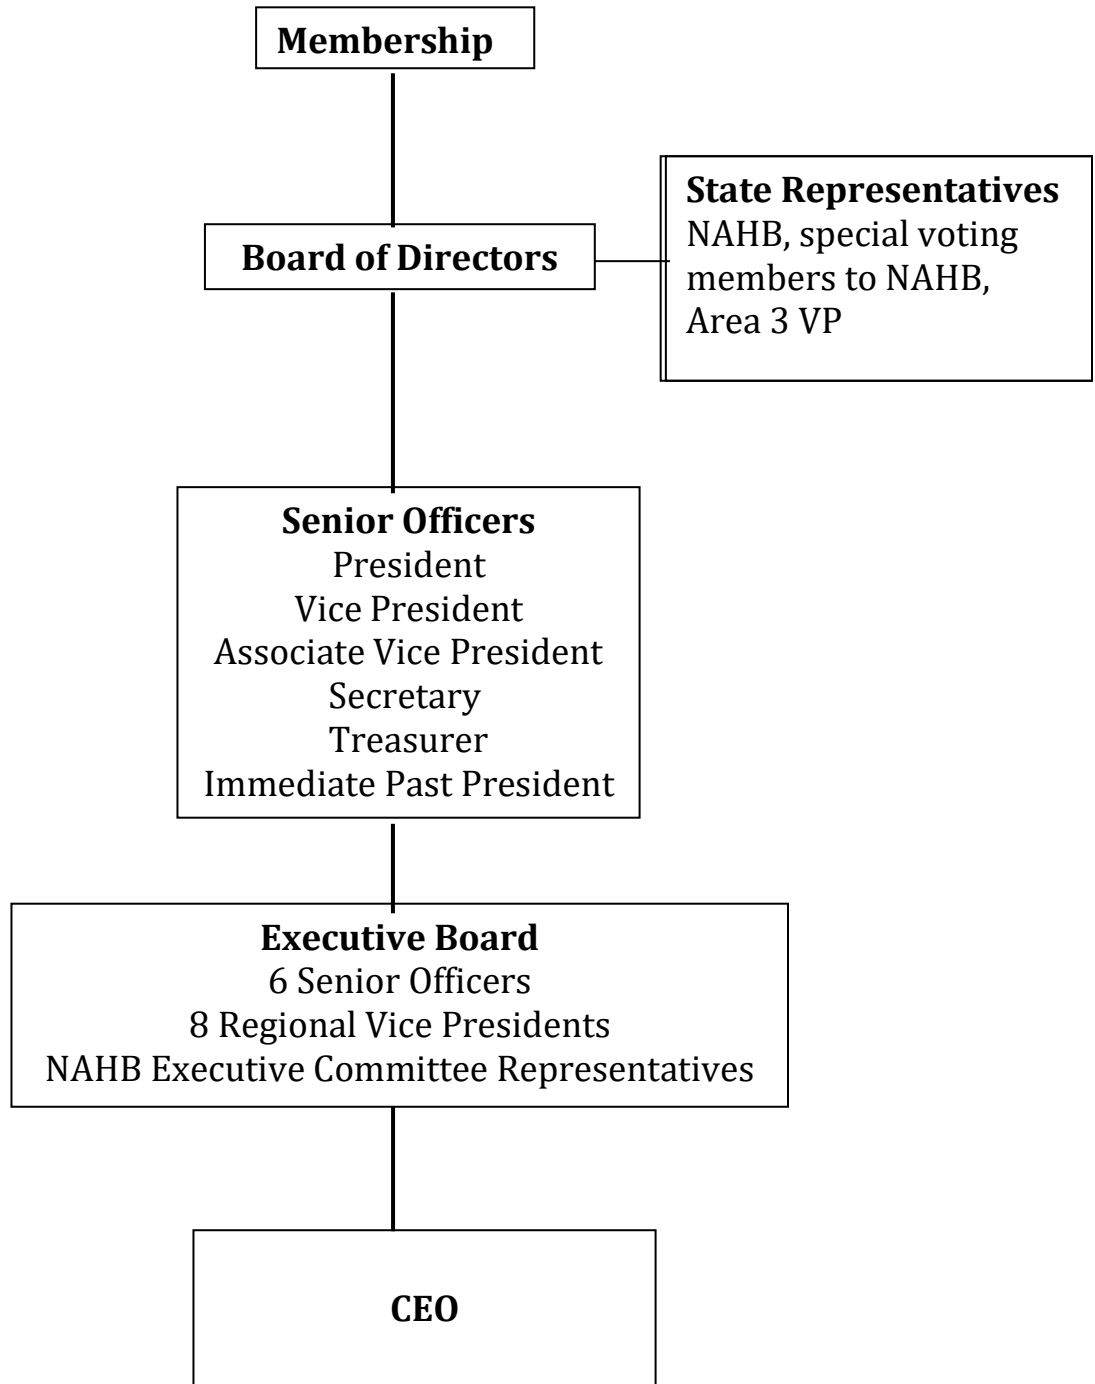 Membership
Board of Directors
State Representatives
NAHB, special voting
members to NAHB,
Area 3 VP
Senior Officers
President
Vice President
Associate Vice President
Secretary
Treasurer
Immediate Past President
Executive Board
6 Senior Officers
8 Regional Vice Presidents
NAHB Executive Committee Representatives
CEO